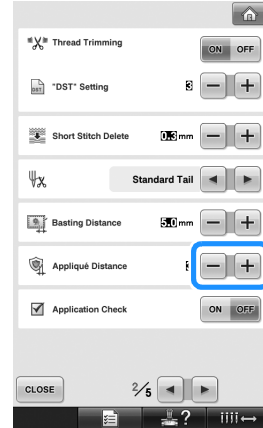 Thread Trimming ON OFF
DST "DST" Setting 3 − +
Short Stitch Delete 0.3 mm − +
Standard Tail
Basting Distance 5.0 mm − +
Appliqué Distance − +
Application Check ON OFF
CLOSE 2/5
?